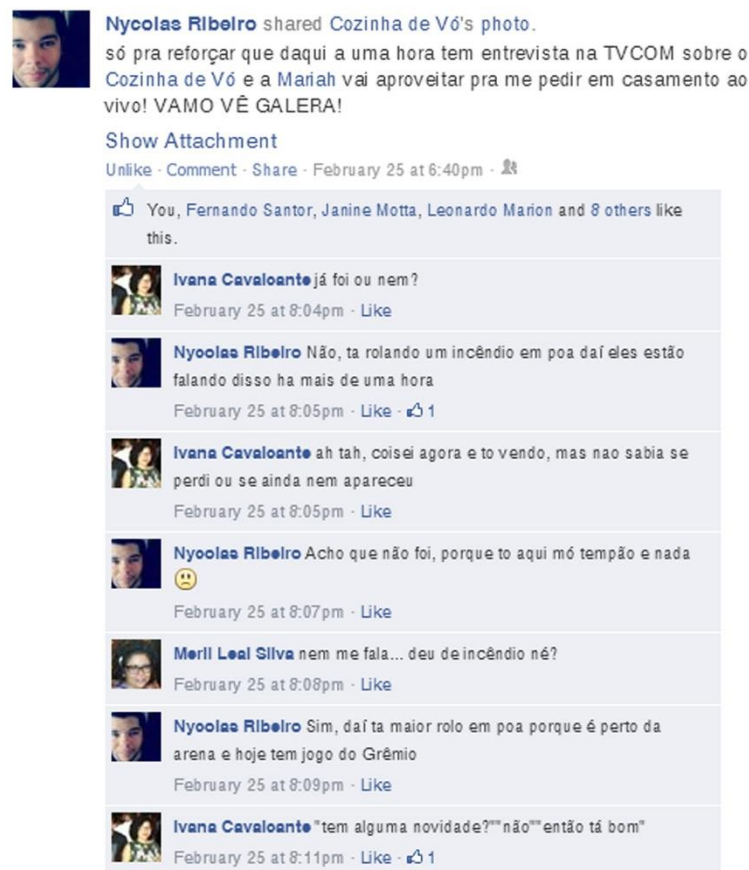 Nycolas Ribeiro shared Cozinha de Vó's photo.
só pra reforçar que daqui a uma hora tem entrevista na TVCOM sobre o
Cozinha de Vó e a Mariah vai aproveitar pra me pedir em casamento ao
vivo! VAMO VÊ GALERA!
Show Attachment
Unlike · Comment · Share · February 25 at 6:40pm ·
You, Fernando Santor, Janine Motta, Leonardo Marion and 8 others like
this.
Ivana Cavalcante já foi ou nem?
February 25 at 8:04pm · Like
Nycolas Ribeiro Não, ta rolando um incêndio em poa daí eles estão
falando disso ha mais de uma hora
February 25 at 8:05pm · Like · 1
Ivana Cavalcante ah tah, coisei agora e to vendo, mas nao sabia se
perdi ou se ainda nem apareceu
February 25 at 8:05pm · Like
Nycolas Ribeiro Acho que não foi, porque to aqui mó tempão e nada
February 25 at 8:07pm · Like
Meril Leal Silva nem me fala... deu de incêndio né?
February 25 at 8:08pm · Like
Nycolas Ribeiro Sim, daí ta maior rolo em poa porque é perto da
arena e hoje tem jogo do Grêmio
February 25 at 8:09pm · Like
Ivana Cavalcante "tem alguma novidade?""não""então tá bom"
February 25 at 8:11pm · Like · 1